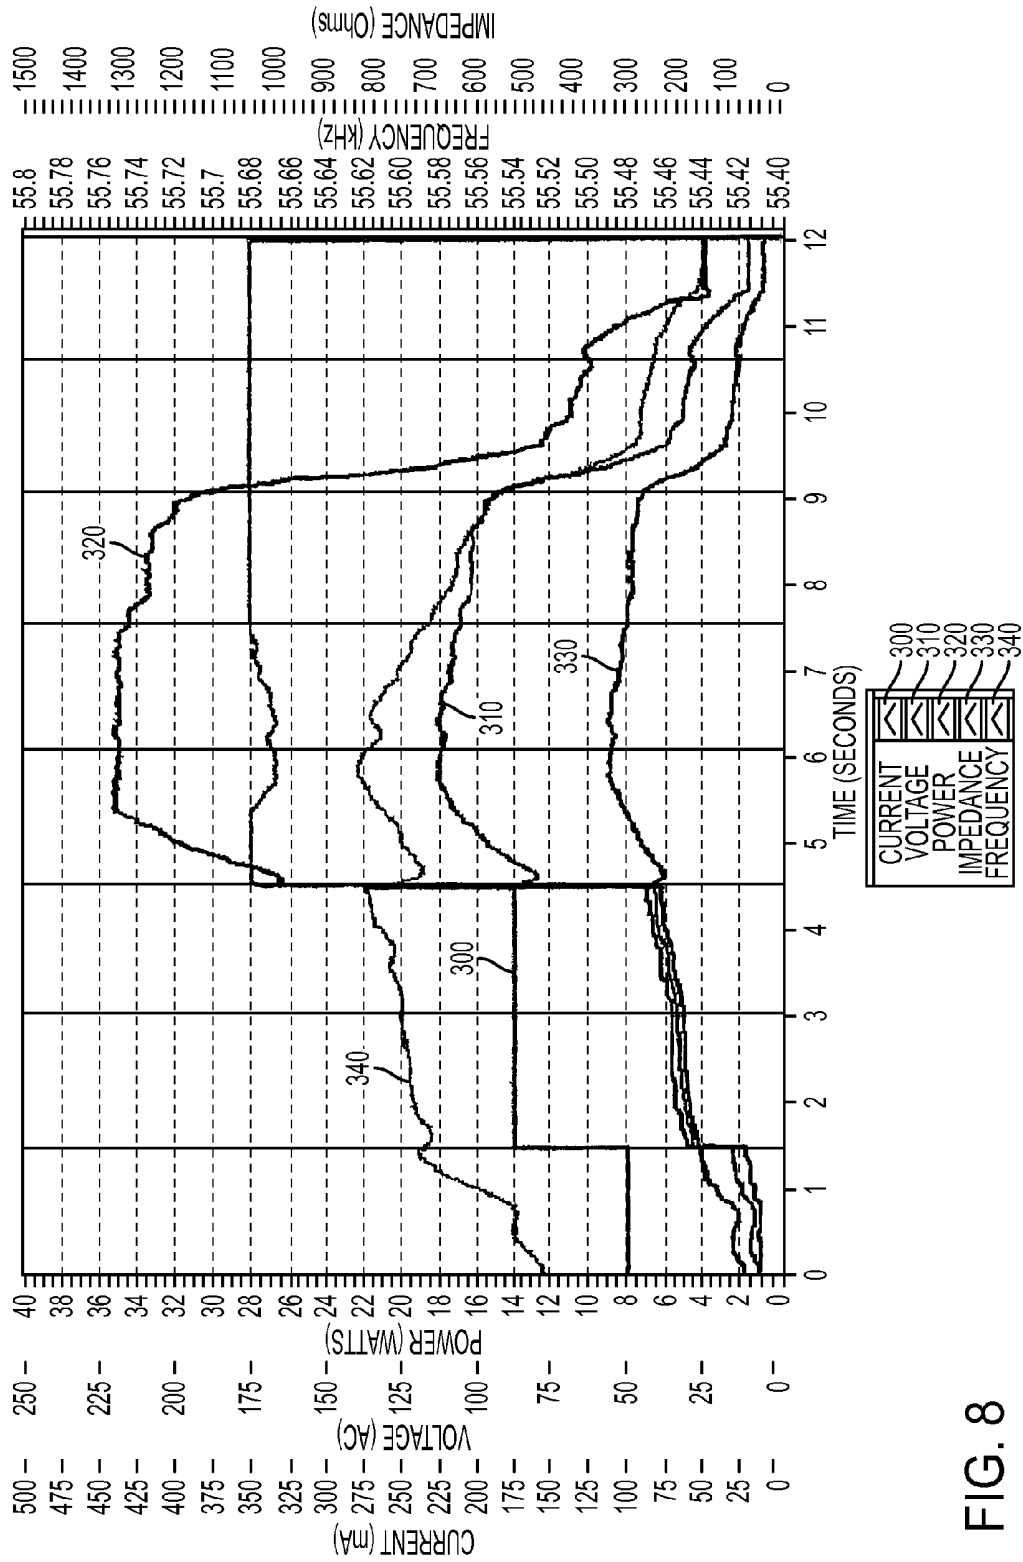 IMPEDANCE (Ohms)
1500 1400 1300 1200 1100 1000 900 800 700 600 500 400 300 200 100 0
FREQUENCY (kHz)
55.8 55.78 55.76 55.74 55.72 55.7 55.68 55.66 55.64 55.62 55.60 55.58 55.56 55.54 55.52 55.50 55.48 55.46 55.44 55.42 55.40
320
310
330
300
340
0 1 2 3 4 5 6 7 8 9 10 11 12
TIME (SECONDS)
40 38 36 34 32 30 28 26 24 22 20 18 16 14 12 10 8 6 4 2 0
POWER (WATTS)
250 225 200 175 150 125 100 75 50 25 0
VOLTAGE (AC)
500 475 450 425 400 375 350 325 300 275 250 225 200 175 150 125 100 75 50 25 0
CURRENT (mA)
CURRENT 300
VOLTAGE 310
POWER 320
IMPEDANCE 330
FREQUENCY 340
FIG. 8